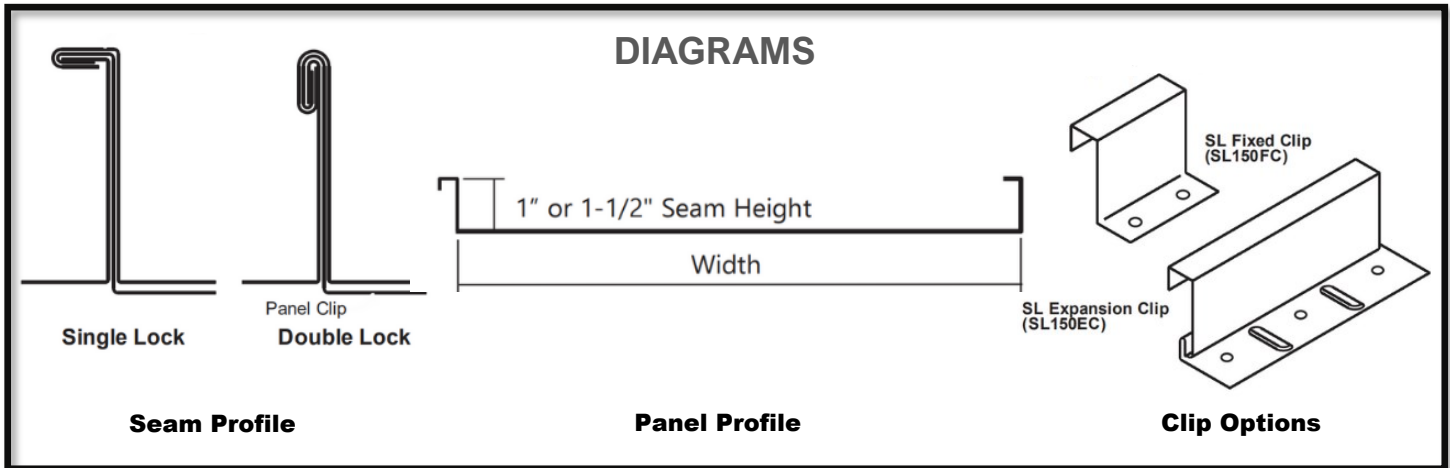 DIAGRAMS
Panel Clip
Single Lock
Double Lock
Seam Profile
1" or 1-1/2" Seam Height
Width
Panel Profile
SL Fixed Clip
(SL150FC)
SL Expansion Clip
(SL150EC)
Clip Options